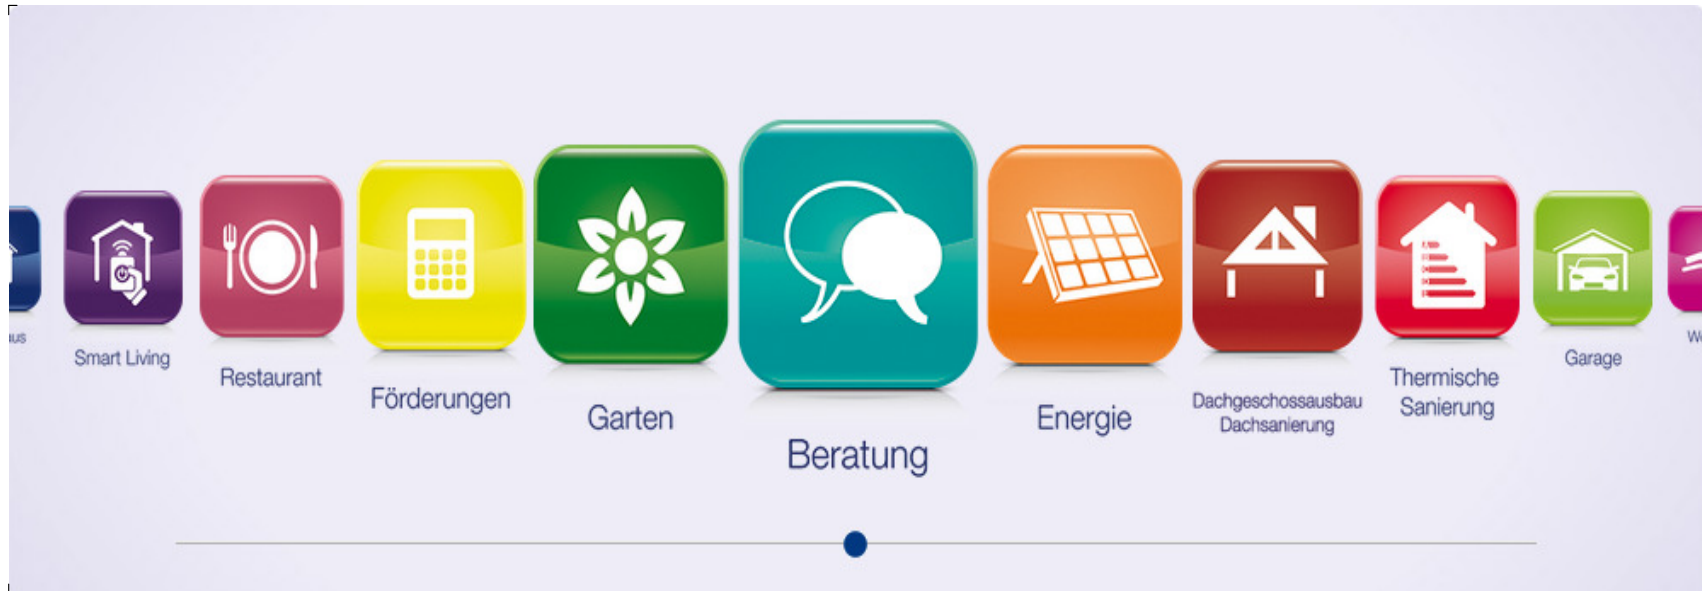 Smart Living
Restaurant
Förderungen
Garten
Beratung
Energie
Dachgeschossausbau
Dachsanierung
Thermische
Sanierung
Garage